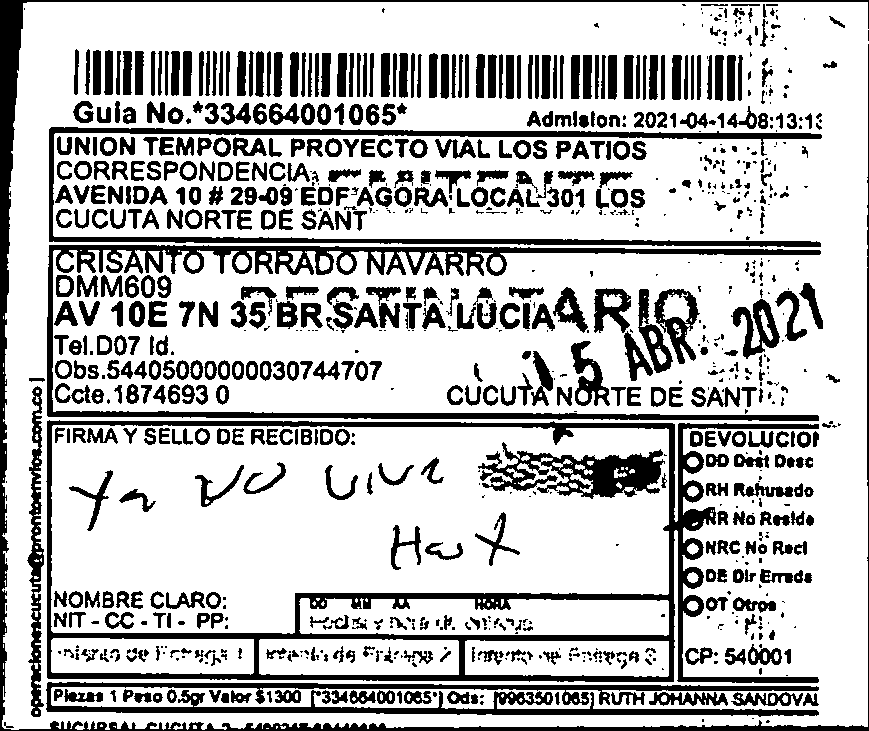 Guia No.*334664001065*
Admision: 2021-04-14-08:13:13
UNION TEMPORAL PROYECTO VIAL LOS PATIOS
CORRESPONDENCIA
AVENIDA 10 # 29-09 EDF AGORA LOCAL 301 LOS
CUCUTA NORTE DE SANT
CRISANTO TORRADO NAVARRO
DMM609
DESTINATARIO
AV 10E 7N 35 BR SANTA LUCIA
15 ABR. 2021
Tel.D07 Id.
Obs.54405000000030744707
Ccte.1874693 0
CUCUTA NORTE DE SANT
operacionescucuta@prontoenvios.com.co |
FIRMA Y SELLO DE RECIBIDO:
Ya NO VIVE
DEVOLUCION
DD Dest Desc
RH Rehusado
NR No Reside
NRC No Recl
DE Dir Errada
OT Otros
NOMBRE CLARO:
NIT - CC - TI - PP:
DD MM AA HORA
Fecha y hora de entrega
Intento de Entrega 1
Intento de Entrega 2
Intento de Entrega 3
CP: 540001
Piezas 1 Peso 0.5gr Valor $1300 [*334664001065*] Ods: [9963501065] RUTH JOHANNA SANDOVAL
SUCURSAL CUCUTA